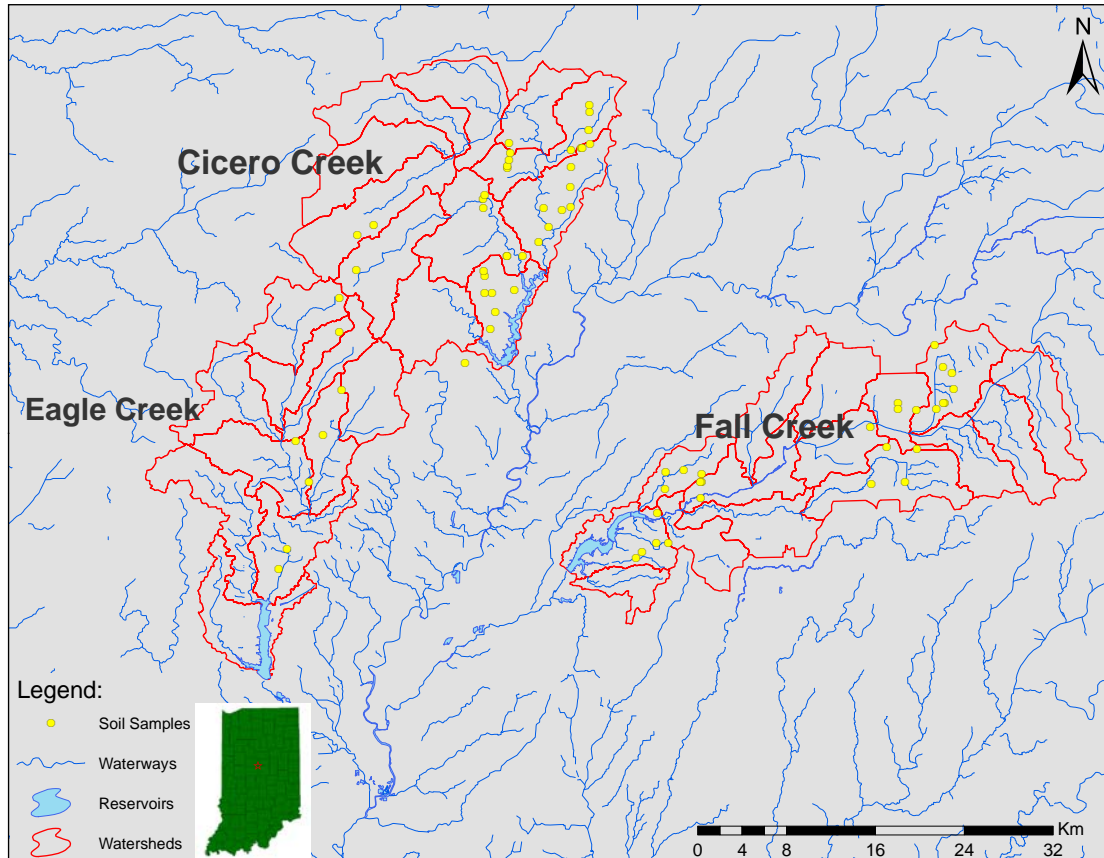 N
Cicero Creek
Eagle Creek
Fall Creek
Legend:
Soil Samples
Waterways
Reservoirs
Watersheds
Km
0 4 8 16 24 32